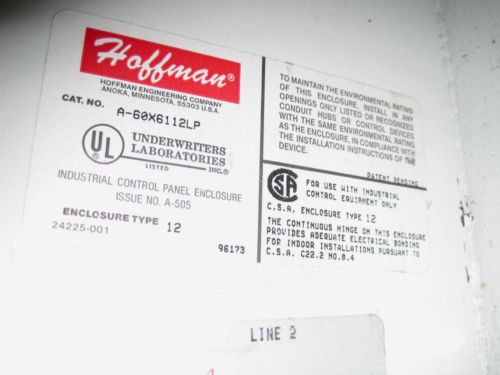 Hoffman®
HOFFMAN ENGINEERING COMPANY
ANOKA, MINNESOTA, 55303 U.S.A.
CAT. NO. A-60X6112LP
UL®
UNDERWRITERS
LABORATORIES
INC.®
LISTED
INDUSTRIAL CONTROL PANEL ENCLOSURE
ISSUE NO. A-505
ENCLOSURE TYPE 12
24225-001
96173
TO MAINTAIN THE ENVIRONMENTAL RATING
OF THIS ENCLOSURE, INSTALL IN ANY
OPENINGS ONLY LISTED OR RECOGNIZED
CONDUIT HUBS OR CONTROL DEVICES
WITH THE SAME ENVIRONMENTAL RATING
AS THE ENCLOSURE, IN COMPLIANCE WITH
THE INSTALLATION INSTRUCTIONS OF THE
DEVICE.
PATENT PENDING
FOR USE WITH INDUSTRIAL
CONTROL EQUIPMENT ONLY
C.S.A. ENCLOSURE TYPE 12
THE CONTINUOUS HINGE ON THIS ENCLOSURE
PROVIDES ADEQUATE ELECTRICAL BONDING
FOR INDOOR INSTALLATIONS PURSUANT TO
C.S.A. C22.2 NO.0.4
LINE 2